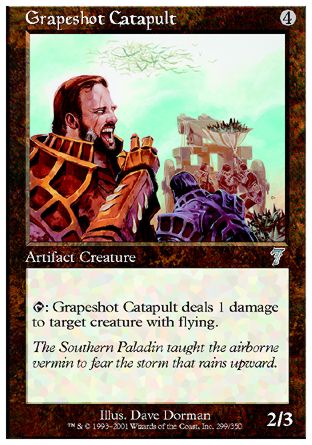 Grapeshot Catapult 4
Artifact Creature
: Grapeshot Catapult deals 1 damage
to target creature with flying.
The Southern Paladin taught the airborne
vermin to fear the storm that rains upward.
Illus. Dave Dorman
™ & © 1993–2001 Wizards of the Coast, Inc. 299/350
2/3